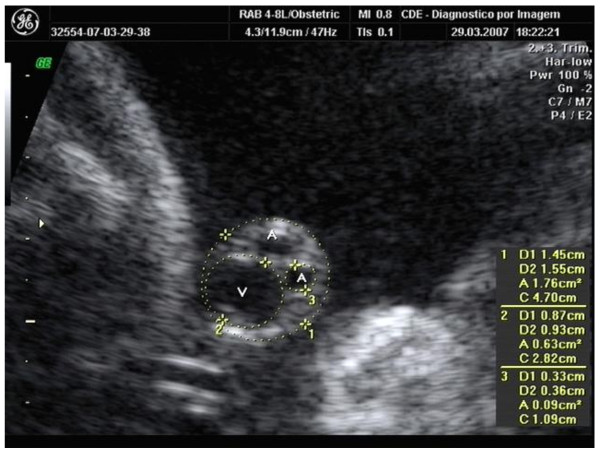 GE
RAB 4-8L/Obstetric MI 0.8 CDE - Diagnostico por Imagem
32554-07-03-29-38 4.3/11.9cm / 47Hz TIs 0.1 29.03.2007 18:22:21
GE
2.+3. Trim.
Har-low
Pwr 100 %
Gn -2
C7 / M7
P4 / E2
A
A
V
3
2
1
1 D1 1.45cm
D2 1.55cm
A 1.76cm²
C 4.70cm
2 D1 0.87cm
D2 0.93cm
A 0.63cm²
C 2.82cm
3 D1 0.33cm
D2 0.36cm
A 0.09cm²
C 1.09cm